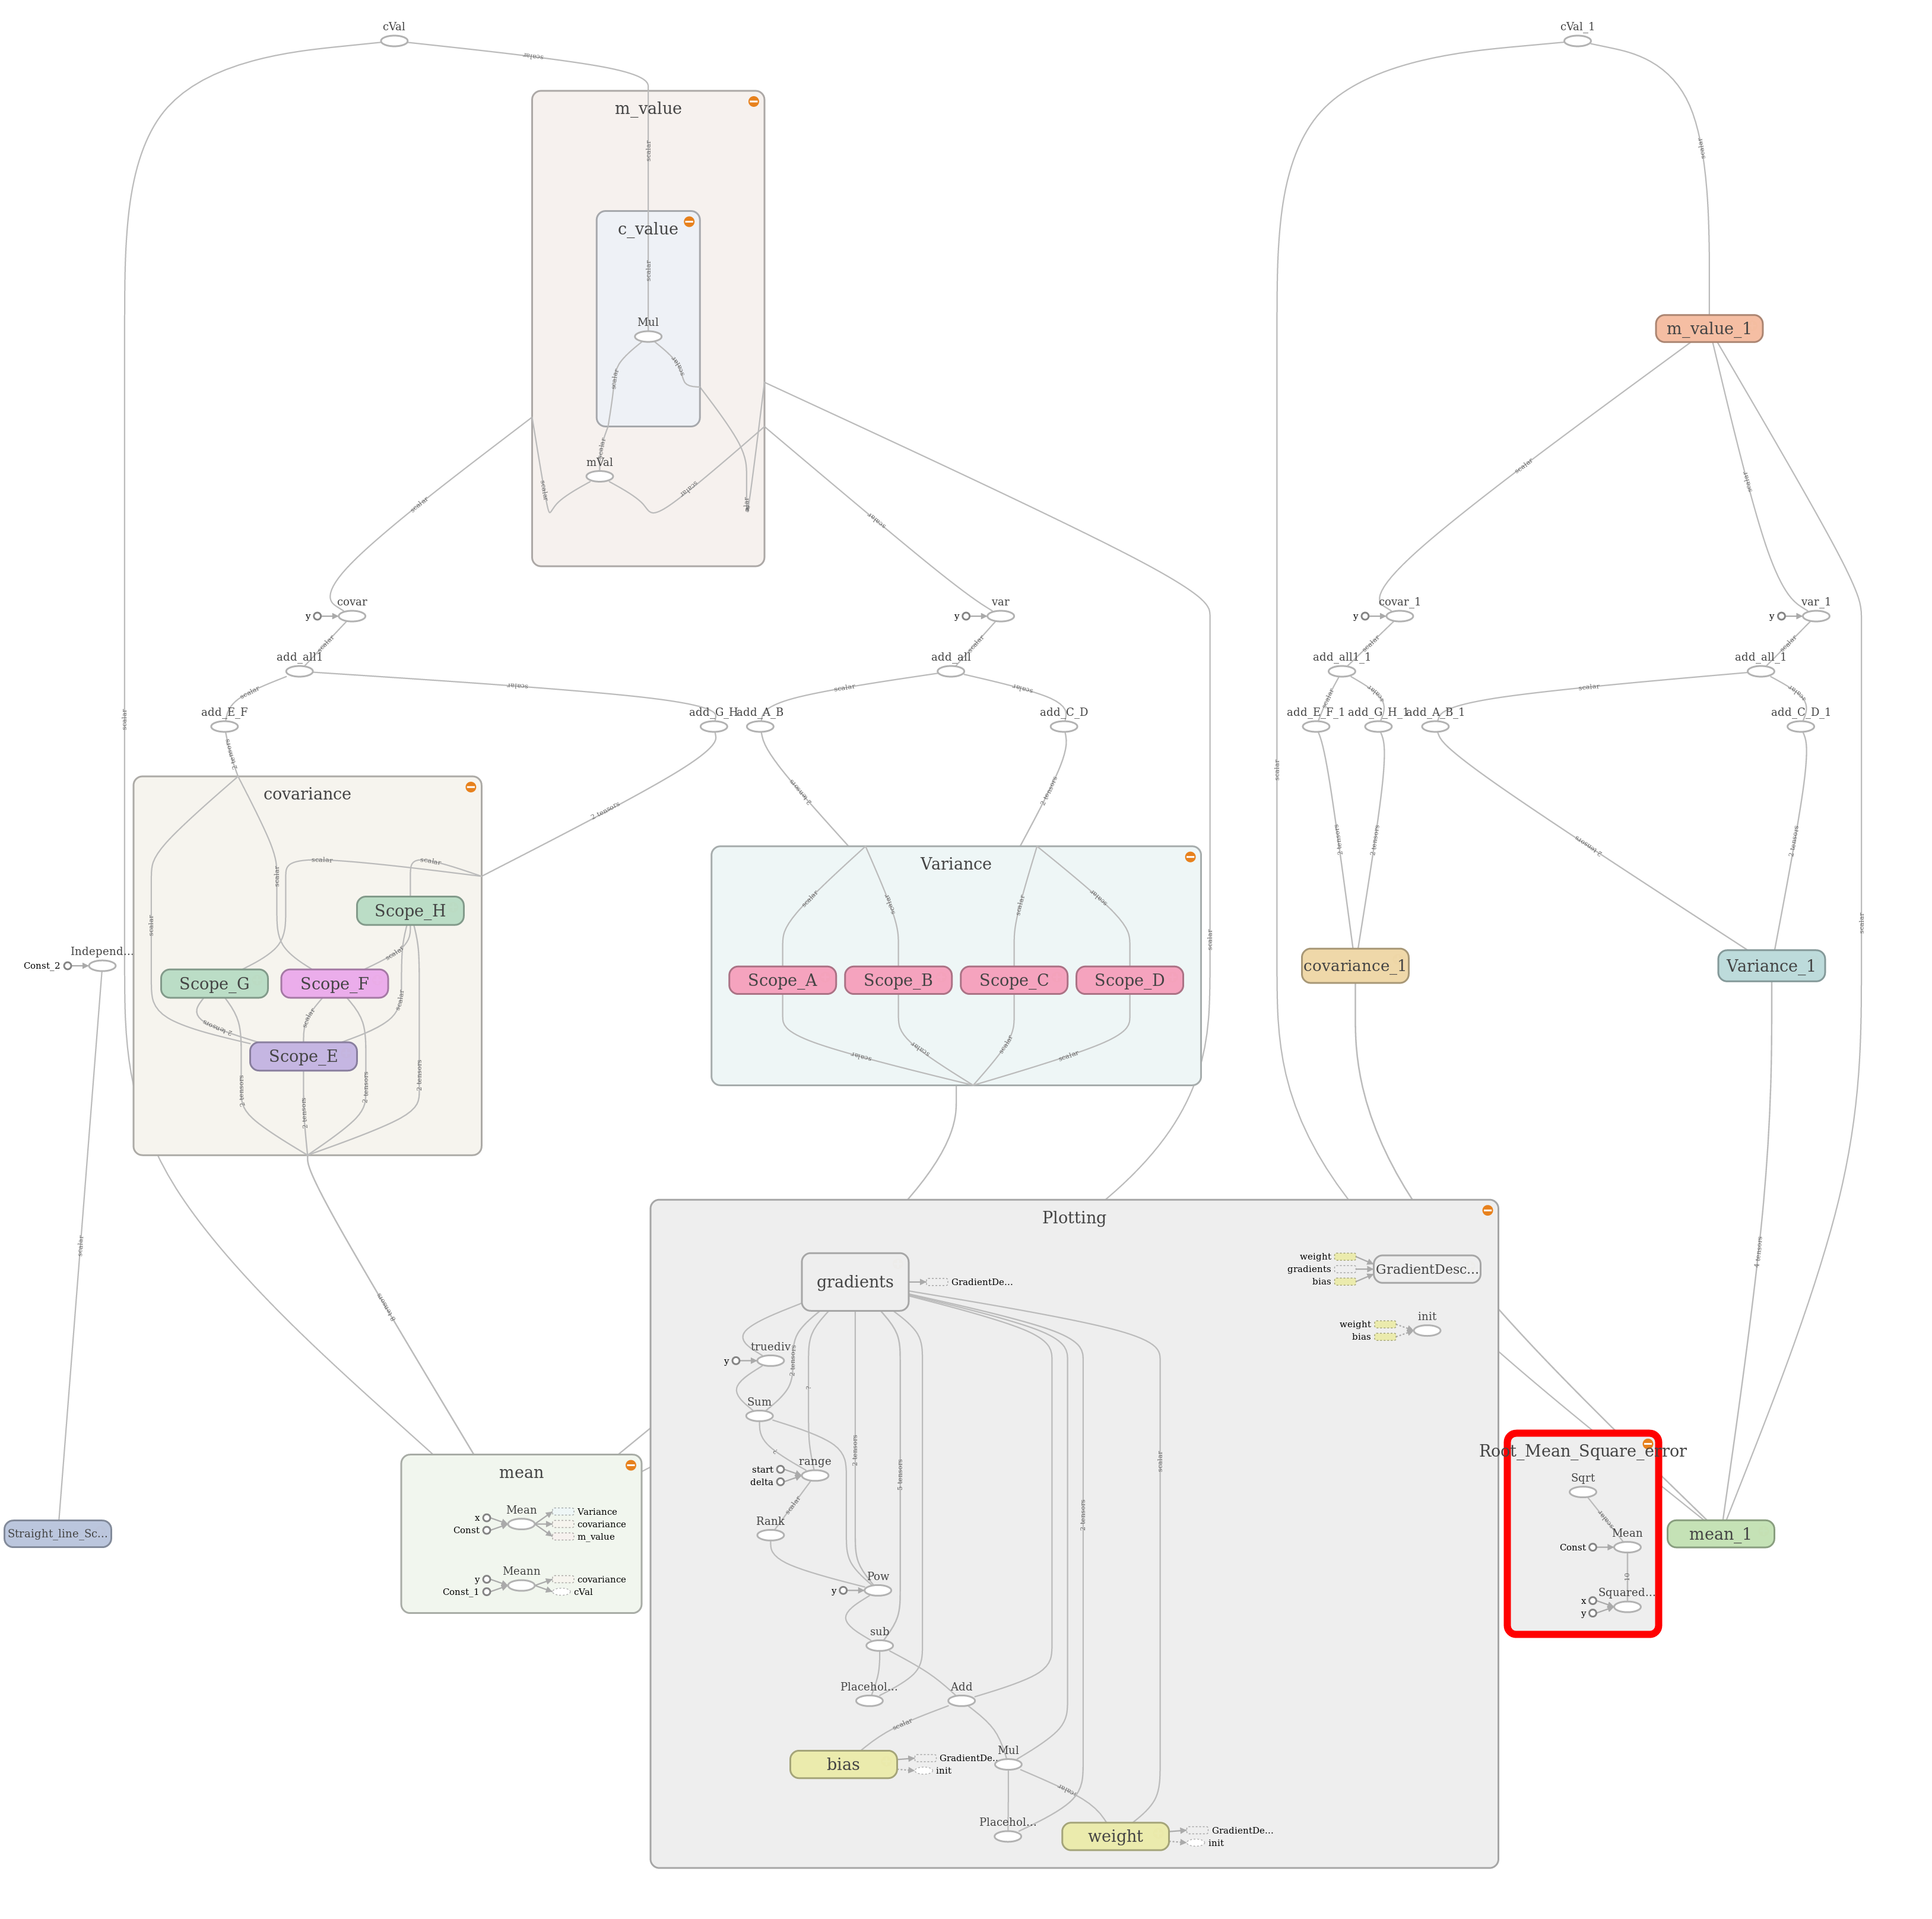 cVal
cVal_1
scalar
m_value
scalar
scalar
c_value
scalar
Mul
m_value_1
scalar
scalar
scalar
mVal
scalar
scalar
scalar
scalar
scalar
scalar
scalar
covar
y
var
y
covar_1
y
var_1
y
scalar
scalar
scalar
scalar
add_all1
add_all
add_all1_1
add_all_1
scalar
scalar
scalar
scalar
scalar
scalar
scalar
scalar
add_E_F
add_G_H
add_A_B
add_C_D
add_E_F_1
add_G_H_1
add_A_B_1
add_C_D_1
scalar
scalar
2 tensors
2 tensors
2 tensors
2 tensors
2 tensors
2 tensors
2 tensors
2 tensors
covariance
Variance
scalar
scalar
scalar
scalar
scalar
scalar
scalar
scalar
Scope_H
scalar
scalar
scalar
Independ...
Const_2
scalar
Scope_G
Scope_F
Scope_A
Scope_B
Scope_C
Scope_D
covariance_1
Variance_1
scalar
2 tensors
scalar
Scope_E
scalar
scalar
scalar
scalar
2 tensors
2 tensors
2 tensors
2 tensors
Plotting
scalar
4 tensors
8 tensors
gradients
GradientDe...
weight
gradients
bias
GradientDesc...
init
weight
bias
truediv
y
2 tensors
?
Sum
?
2 tensors
5 tensors
scalar
range
start
delta
scalar
Rank
2 tensors
Root_Mean_Square_error
Sqrt
scalar
Mean
Const
10
Squared...
x
y
mean_1
Straight_line_Sc...
mean
Mean
x
Const
Variance
covariance
m_value
Meann
y
Const_1
covariance
cVal
Pow
y
sub
Placehol...
Add
scalar
bias
GradientDe...
init
Mul
scalar
Placehol...
weight
GradientDe...
init